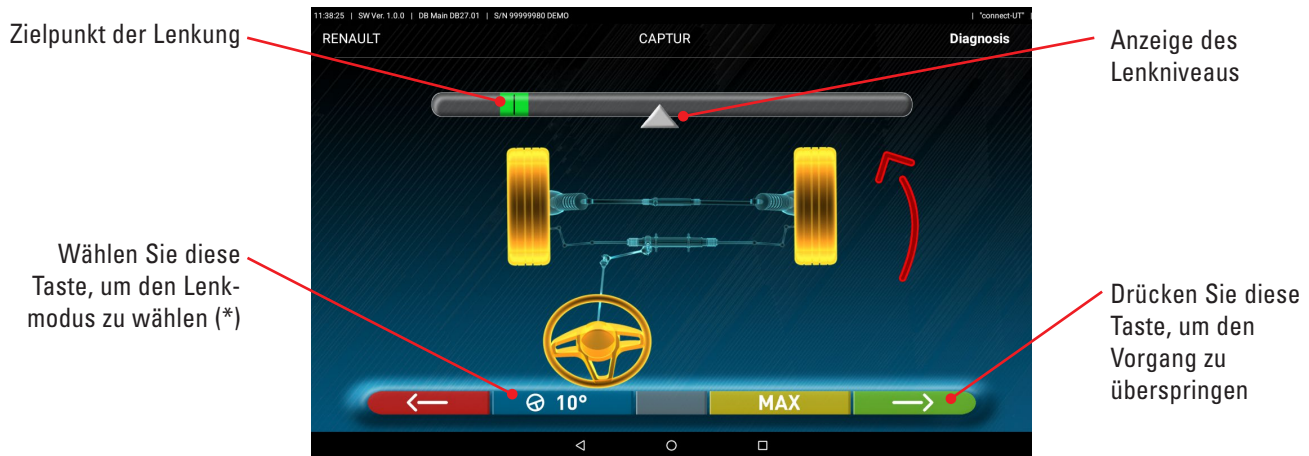 11:38:25 | SW Ver. 1.0.0 | DB Main DB27.01 | S/N 99999980 DEMO | "connect-UT" |
RENAULT CAPTUR Diagnosis
Zielpunkt der Lenkung
Anzeige des
Lenkniveaus
Wählen Sie diese
Taste, um den Lenk-
modus zu wählen (*)
Drücken Sie diese
Taste, um den
Vorgang zu
überspringen
10° MAX